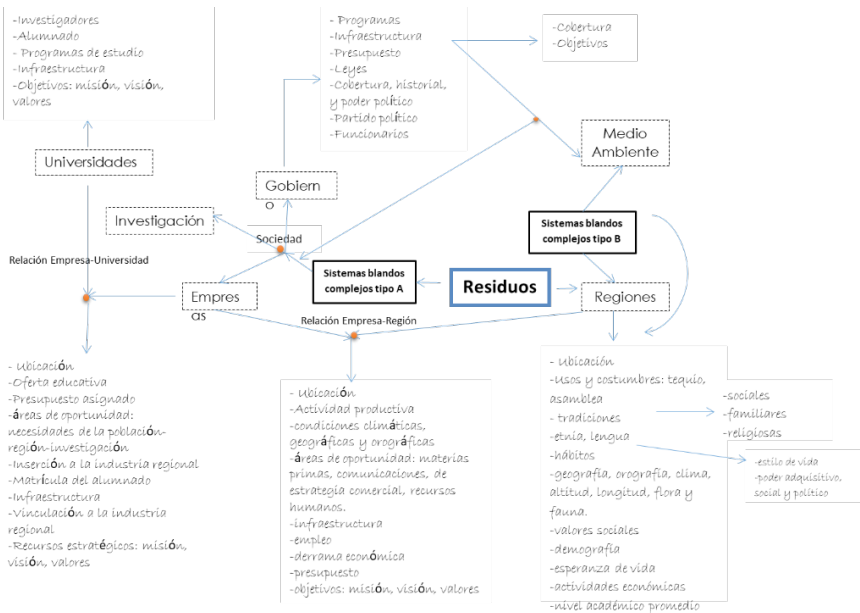 -Investigadores
-Alumnado
- Programas de estudio
-Infraestructura
-Objetivos: misión, visión,
valores
- Programas
-Infraestructura
-Presupuesto
-Leyes
-Cobertura, historial,
y poder político
-Partido político
-Funcionarios
-Cobertura
-Objetivos
Universidades
Medio
Ambiente
Gobiern
o
Investigación
Sociedad
Sistemas blandos
complejos tipo B
Relación Empresa-Universidad
Sistemas blandos
complejos tipo A
Residuos
Empres
as
Regiones
Relación Empresa-Región
- Ubicación
-Oferta educativa
-Presupuesto asignado
-áreas de oportunidad:
necesidades de la población-
región-investigación
-Inserción a la industria regional
-Matrícula del alumnado
-Infraestructura
-Vinculación a la industria
regional
-Recursos estratégicos: misión,
visión, valores
- Ubicación
-Actividad productiva
-condiciones climáticas,
geográficas y orográficas
-áreas de oportunidad: materias
primas, comunicaciones, de
estrategia comercial, recursos
humanos.
-infraestructura
-empleo
-derrama económica
-presupuesto
-objetivos: misión, visión, valores
- Ubicación
-Usos y costumbres: tequio,
asamblea
- tradiciones
-etnia, lengua
-hábitos
-geografía, orografía, clima,
altitud, longitud, flora y
fauna.
-valores sociales
-demografía
-esperanza de vida
-actividades económicas
-nivel académico promedio
-sociales
-familiares
-religiosas
-estilo de vida
-poder adquisitivo,
social y político